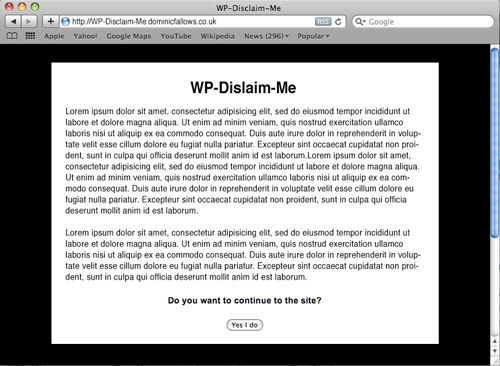 WP-Disclaim-Me
http://WP-Disclaim-Me.dominicfallows.co.uk RSS Google
Apple Yahoo! Google Maps YouTube Wikipedia News (296) Popular
WP-Dislaim-Me
Lorem ipsum dolor sit amet, consectetur adipisicing elit, sed do eiusmod tempor incididunt ut
labore et dolore magna aliqua. Ut enim ad minim veniam, quis nostrud exercitation ullamco
laboris nisi ut aliquip ex ea commodo consequat. Duis aute irure dolor in reprehenderit in volup-
tate velit esse cillum dolore eu fugiat nulla pariatur. Excepteur sint occaecat cupidatat non proi-
dent, sunt in culpa qui officia deserunt mollit anim id est laborum.Lorem ipsum dolor sit amet,
consectetur adipisicing elit, sed do eiusmod tempor incididunt ut labore et dolore magna aliqua.
Ut enim ad minim veniam, quis nostrud exercitation ullamco laboris nisi ut aliquip ex ea com-
modo consequat. Duis aute irure dolor in reprehenderit in voluptate velit esse cillum dolore eu
fugiat nulla pariatur. Excepteur sint occaecat cupidatat non proident, sunt in culpa qui officia
deserunt mollit anim id est laborum.
Lorem ipsum dolor sit amet, consectetur adipisicing elit, sed do eiusmod tempor incididunt ut
labore et dolore magna aliqua. Ut enim ad minim veniam, quis nostrud exercitation ullamco
laboris nisi ut aliquip ex ea commodo consequat. Duis aute irure dolor in reprehenderit in volup-
tate velit esse cillum dolore eu fugiat nulla pariatur. Excepteur sint occaecat cupidatat non proi-
dent, sunt in culpa qui officia deserunt mollit anim id est laborum.
Do you want to continue to the site?
Yes I do